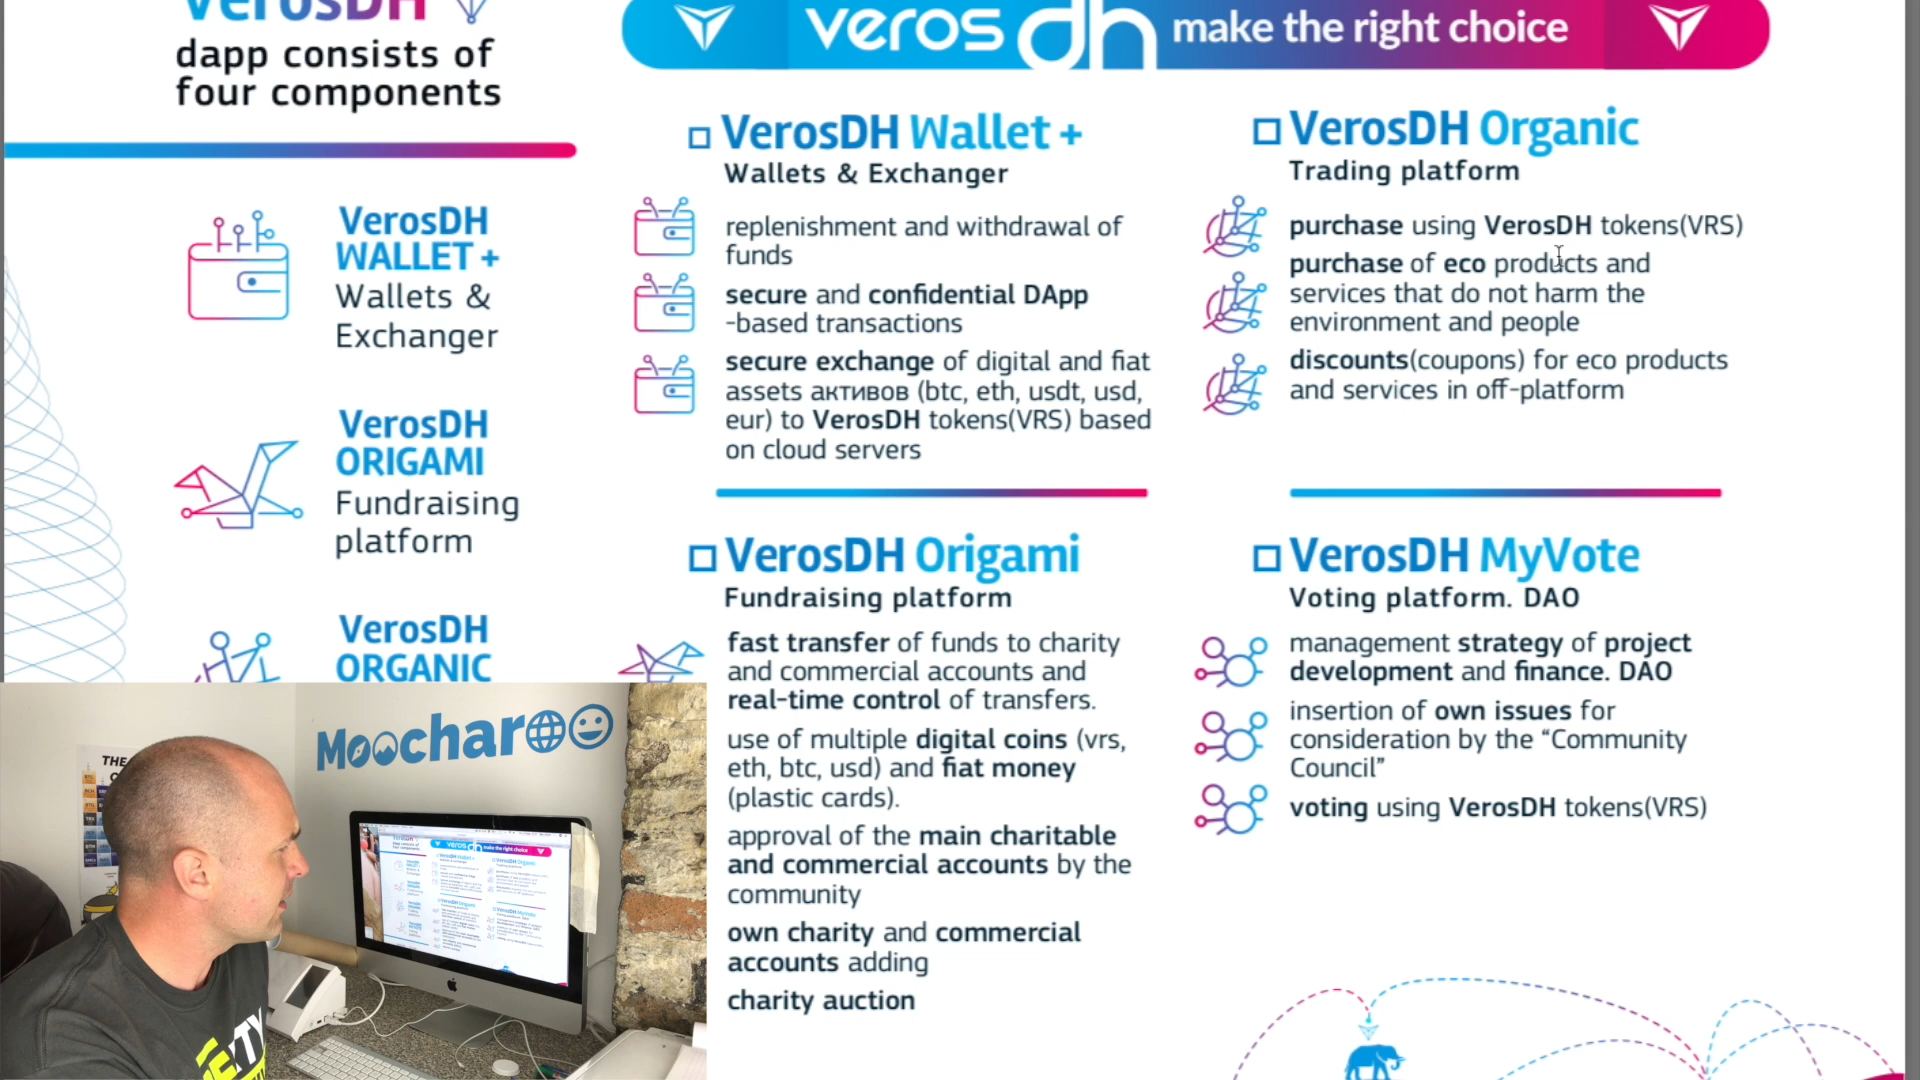 VerosDH
dapp consists of
four components
VerosDH
WALLET +
Wallets &
Exchanger
VerosDH
ORIGAMI
Fundraising
platform
VerosDH
ORGANIC
veros dh make the right choice
VerosDH Wallet +
Wallets & Exchanger
replenishment and withdrawal of
funds
secure and confidential DApp
-based transactions
secure exchange of digital and fiat
assets активов (btc, eth, usdt, usd,
eur) to VerosDH tokens(VRS) based
on cloud servers
VerosDH Organic
Trading platform
purchase using VerosDH tokens(VRS)
purchase of eco products and
services that do not harm the
environment and people
discounts(coupons) for eco products
and services in off-platform
VerosDH Origami
Fundraising platform
fast transfer of funds to charity
and commercial accounts and
real-time control of transfers.
use of multiple digital coins (vrs,
eth, btc, usd) and fiat money
(plastic cards).
approval of the main charitable
and commercial accounts by the
community
own charity and commercial
accounts adding
charity auction
VerosDH MyVote
Voting platform. DAO
management strategy of project
development and finance. DAO
insertion of own issues for
consideration by the “Community
Council”
voting using VerosDH tokens(VRS)
Moocharoo
THE